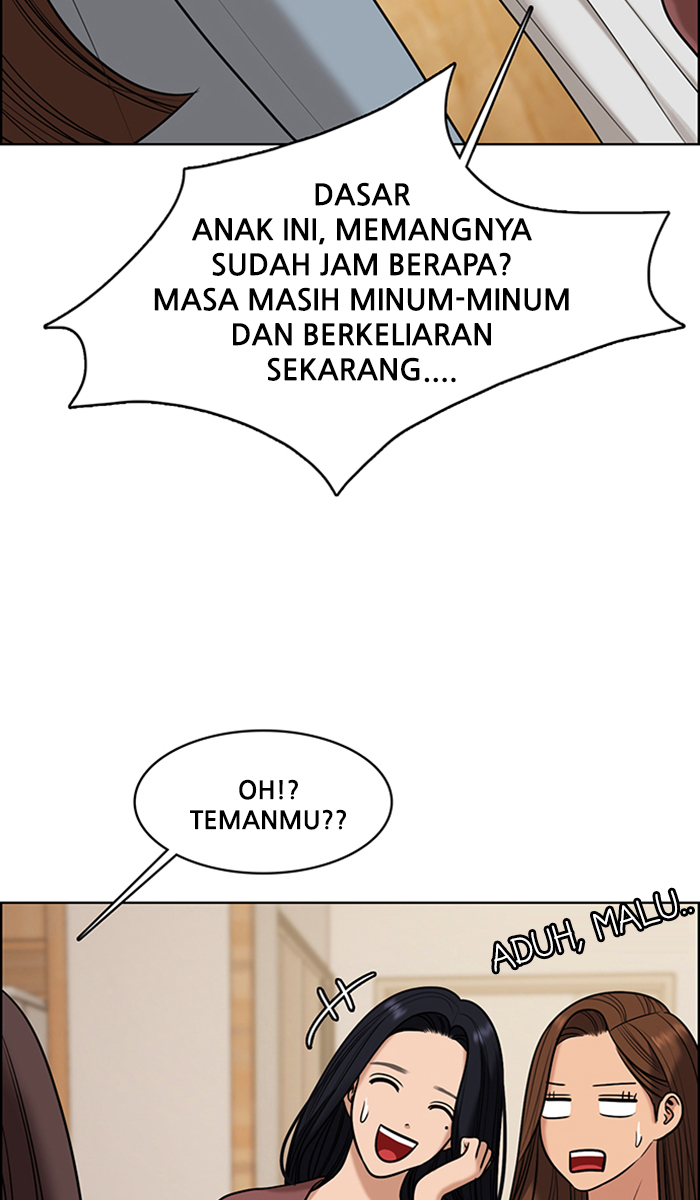 DASAR
ANAK INI, MEMANGNYA
SUDAH JAM BERAPA?
MASA MASIH MINUM-MINUM
DAN BERKELIARAN
SEKARANG....
OH!?
TEMANMU??
ADUH, MALU..